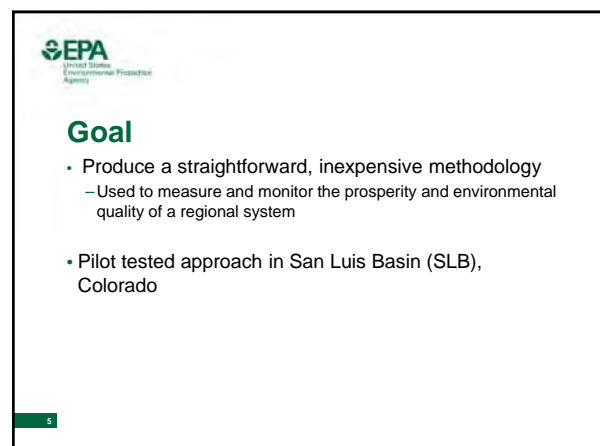 EPA
United States
Environmental Protection
Agency
Goal
• Produce a straightforward, inexpensive methodology
–Used to measure and monitor the prosperity and environmental
quality of a regional system
• Pilot tested approach in San Luis Basin (SLB),
Colorado
5